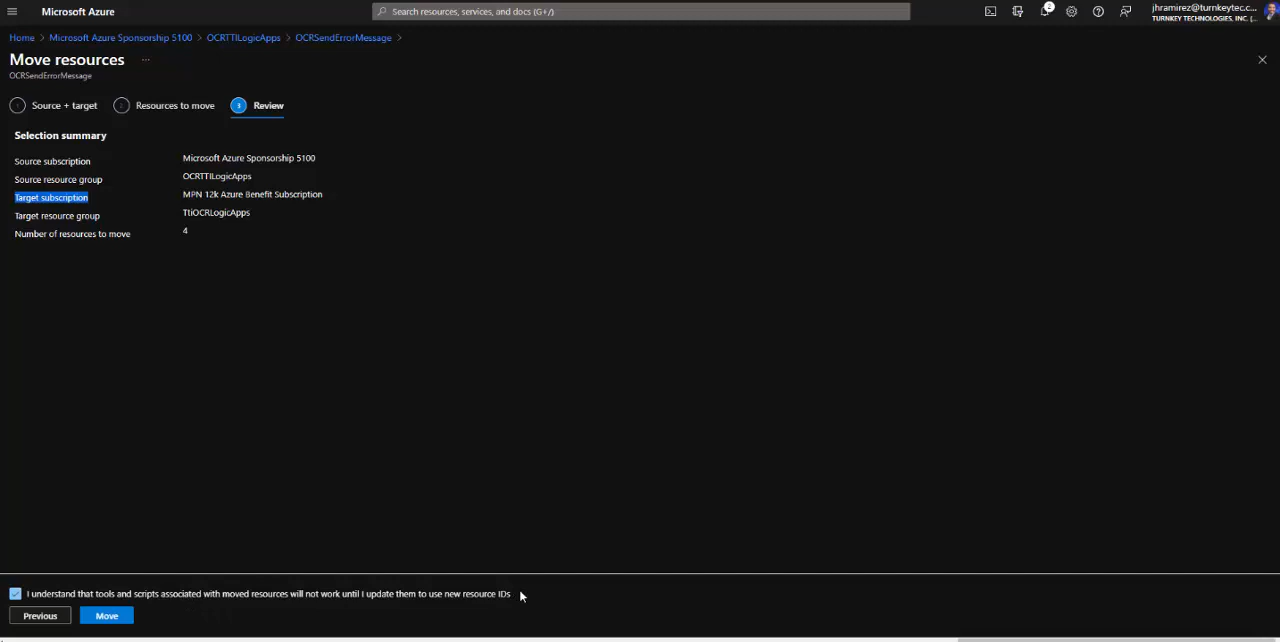 Microsoft Azure
Search resources, services, and docs (G+/)
2
jhramirez@turnkeytec.c...
TURNKEY TECHNOLOGIES, INC. (...
Home > Microsoft Azure Sponsorship 5100 > OCRTTILogicApps > OCRSendErrorMessage >
Move resources ...
OCRSendErrorMessage
1 Source + target 2 Resources to move 3 Review
Selection summary
Source subscription Microsoft Azure Sponsorship 5100
Source resource group OCRTTILogicApps
Target subscription MPN 12k Azure Benefit Subscription
Target resource group TtiOCRLogicApps
Number of resources to move 4
I understand that tools and scripts associated with moved resources will not work until I update them to use new resource IDs
Previous Move